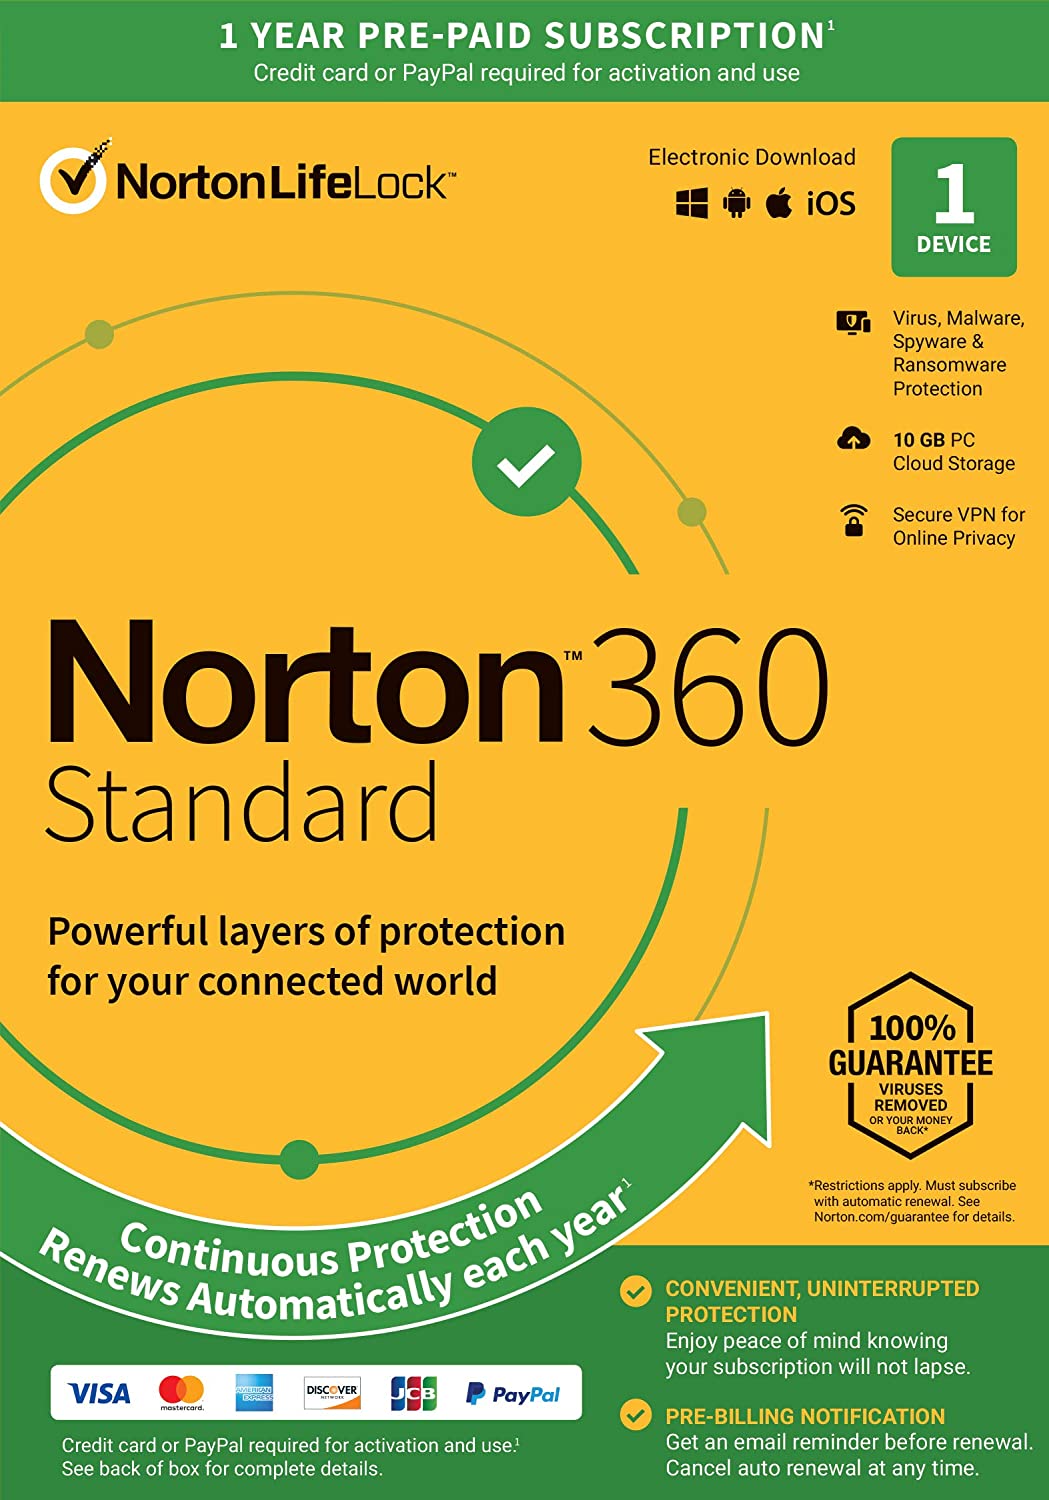 1 YEAR PRE-PAID SUBSCRIPTION¹
Credit card or PayPal required for activation and use
NortonLifeLock™
Electronic Download
iOS
1
DEVICE
Virus, Malware,
Spyware &
Ransomware
Protection
10 GB PC
Cloud Storage
Secure VPN for
Online Privacy
Norton™ 360
Standard
Powerful layers of protection
for your connected world
100%
GUARANTEE
VIRUSES
REMOVED
OR YOUR MONEY
BACK*
*Restrictions apply. Must subscribe
with automatic renewal. See
Norton.com/guarantee for details.
Continuous Protection
Renews Automatically each year¹
CONVENIENT, UNINTERRUPTED
PROTECTION
Enjoy peace of mind knowing
your subscription will not lapse.
PRE-BILLING NOTIFICATION
Get an email reminder before renewal.
Cancel auto renewal at any time.
VISA
mastercard.
AMERICAN
EXPRESS
DISCOVER
NETWORK
JCB
PayPal
Credit card or PayPal required for activation and use.¹
See back of box for complete details.